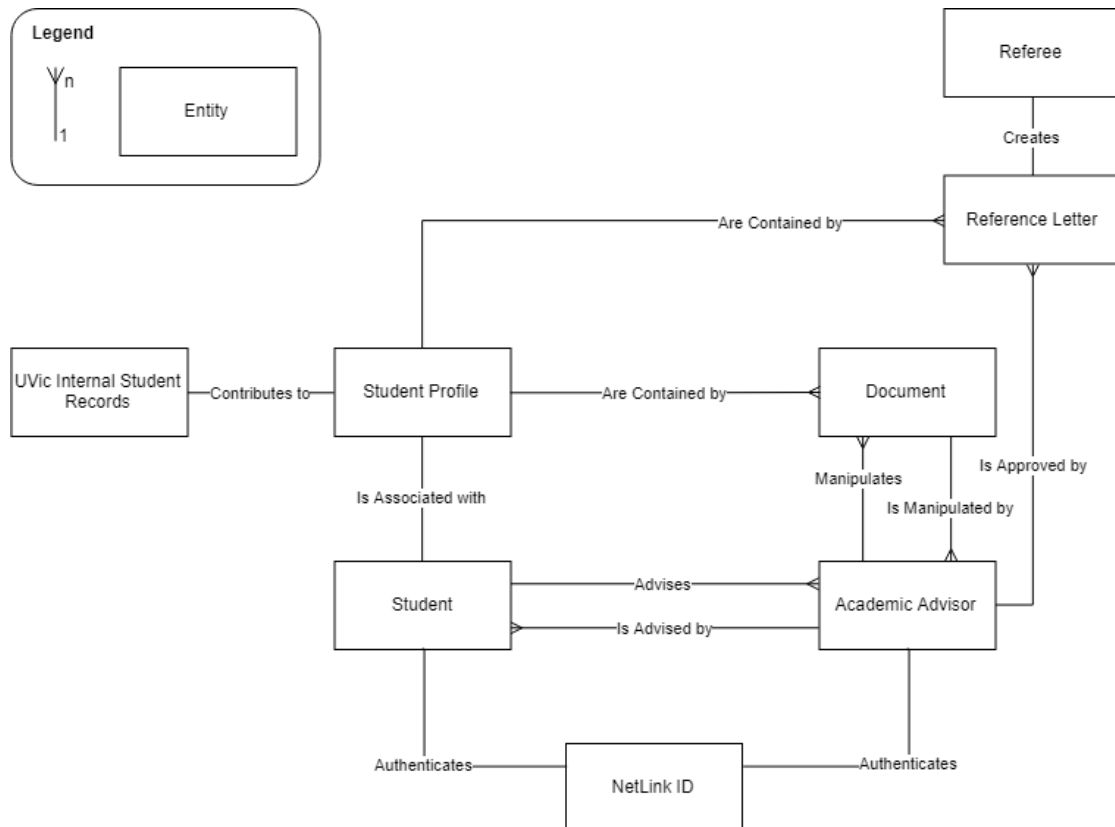 Legend
n
1
Entity
Referee
Creates
Reference Letter
Are Contained by
UVic Internal Student
Records
Contributes to
Student Profile
Are Contained by
Document
Is Approved by
Manipulates
Is Manipulated by
Is Associated with
Student
Advises
Is Advised by
Academic Advisor
Authenticates
NetLink ID
Authenticates